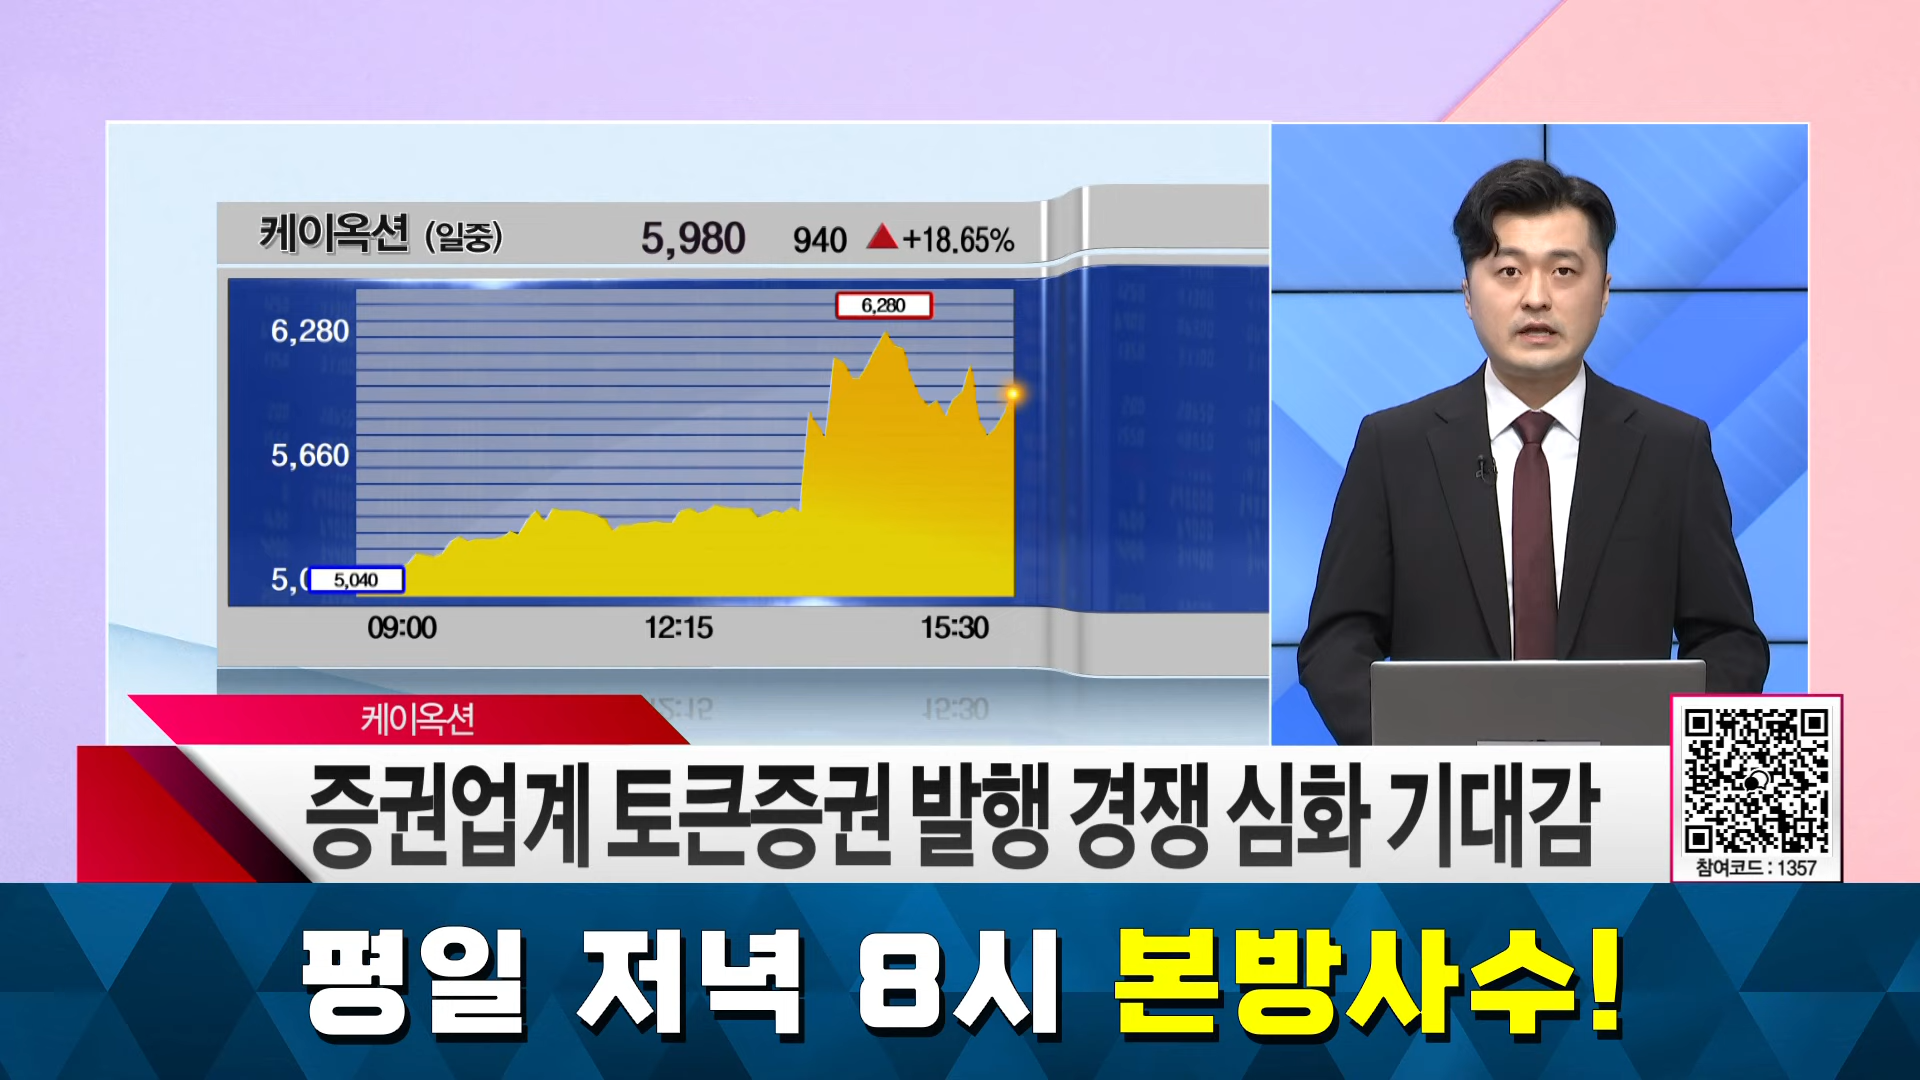 케이옥션 (일중) 5,980 940 ▲+18.65%
6,280
6,280
5,660
5,0
5,040
09:00 12:15 15:30
케이옥션
증권업계 토큰증권 발행 경쟁 심화 기대감
참여코드 : 1357
평일 저녁 8시 본방사수!